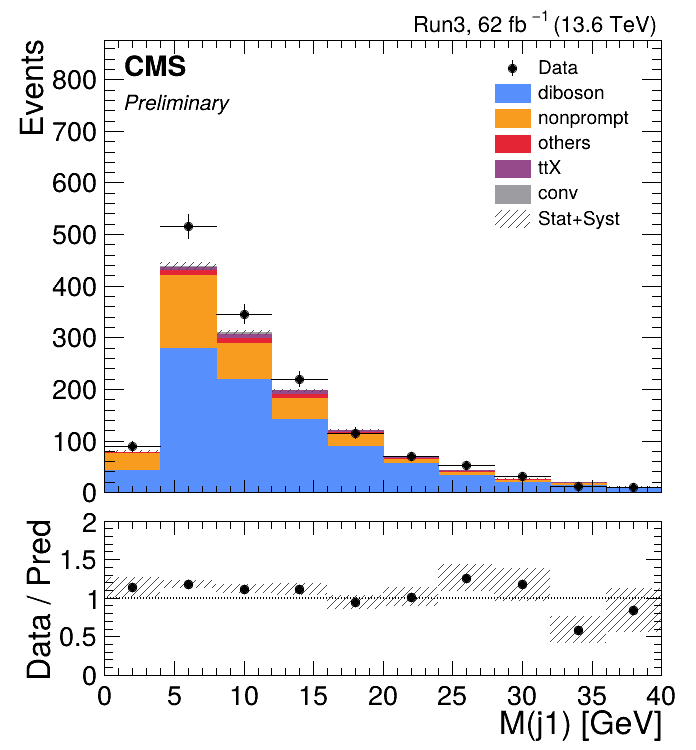 Run3, 62 fb⁻¹ (13.6 TeV)
CMS
Preliminary
Events
800
700
600
500
400
300
200
100
0
Data
diboson
nonprompt
others
ttX
conv
Stat+Syst
Data / Pred
2
1.5
1
0.5
0
0 5 10 15 20 25 30 35 40
M(j1) [GeV]